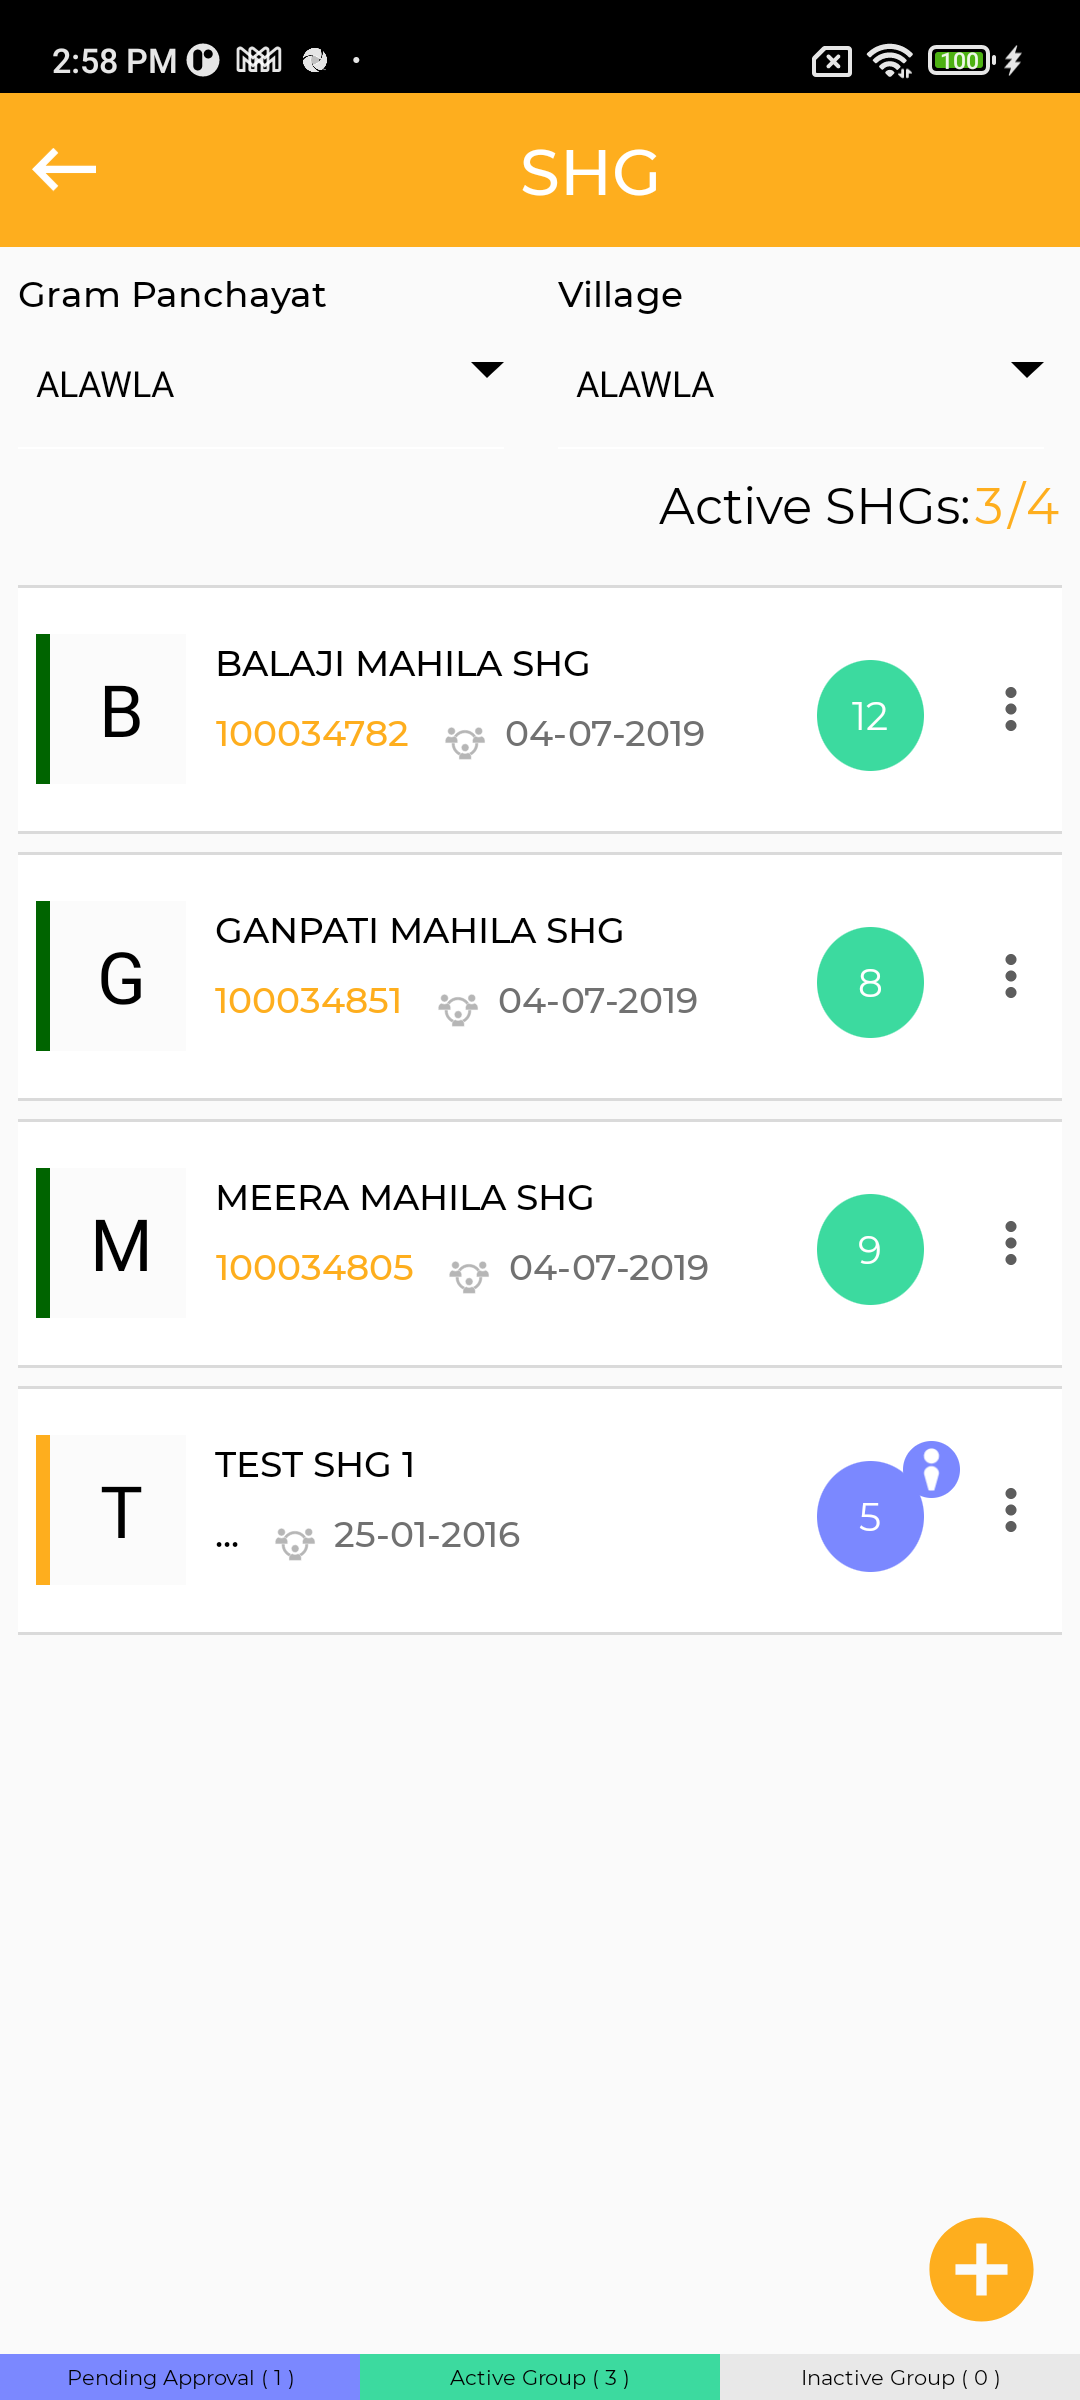 2:58 PM
100
SHG
Gram Panchayat
Village
ALAWLA
ALAWLA
Active SHGs: 3/4
B
BALAJI MAHILA SHG
100034782 04-07-2019
12
G
GANPATI MAHILA SHG
100034851 04-07-2019
8
M
MEERA MAHILA SHG
100034805 04-07-2019
9
T
TEST SHG 1
... 25-01-2016
5
Pending Approval ( 1 )
Active Group ( 3 )
Inactive Group ( 0 )